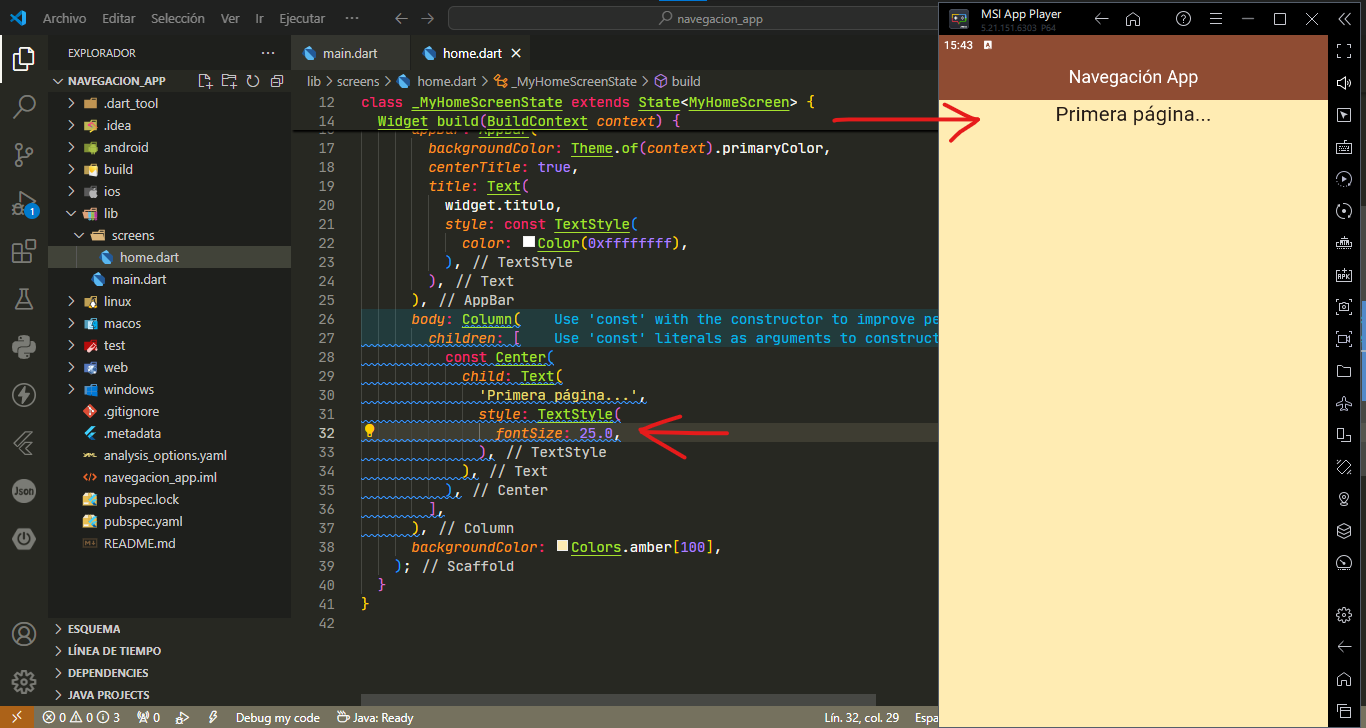 Archivo Editar Selección Ver Ir Ejecutar ··· navegacion_app
EXPLORADOR ···
NAVEGACION_APP
.dart_tool
.idea
android
build
ios
lib
screens
home.dart
main.dart
linux
macos
test
web
windows
.gitignore
.metadata
analysis_options.yaml
navegacion_app.iml
pubspec.lock
pubspec.yaml
README.md
ESQUEMA
LÍNEA DE TIEMPO
DEPENDENCIES
JAVA PROJECTS
1
Json
main.dart home.dart
lib > screens > home.dart > _MyHomeScreenState > build
12 class _MyHomeScreenState extends State<MyHomeScreen> {
14 Widget build(BuildContext context) {
16 appBar: AppBar(
17 backgroundColor: Theme.of(context).primaryColor,
18 centerTitle: true,
19 title: Text(
20 widget.titulo,
21 style: const TextStyle(
22 color: Color(0xffffffff),
23 ), // TextStyle
24 ), // Text
25 ), // AppBar
26 body: Column( Use 'const' with the constructor to improve pe
27 children: [ Use 'const' literals as arguments to construct
28 const Center(
29 child: Text(
30 'Primera página...',
31 style: TextStyle(
32 fontSize: 25.0,
33 ), // TextStyle
34 ), // Text
35 ), // Center
36 ],
37 ), // Column
38 backgroundColor: Colors.amber[100],
39 ); // Scaffold
40 }
41 }
42
0 0 3 0 Debug my code Java: Ready Lín. 32, col. 29 Espa
MSI App Player
5.21.151.6303 P64
15:43 A
Navegación App
Primera página...
APK